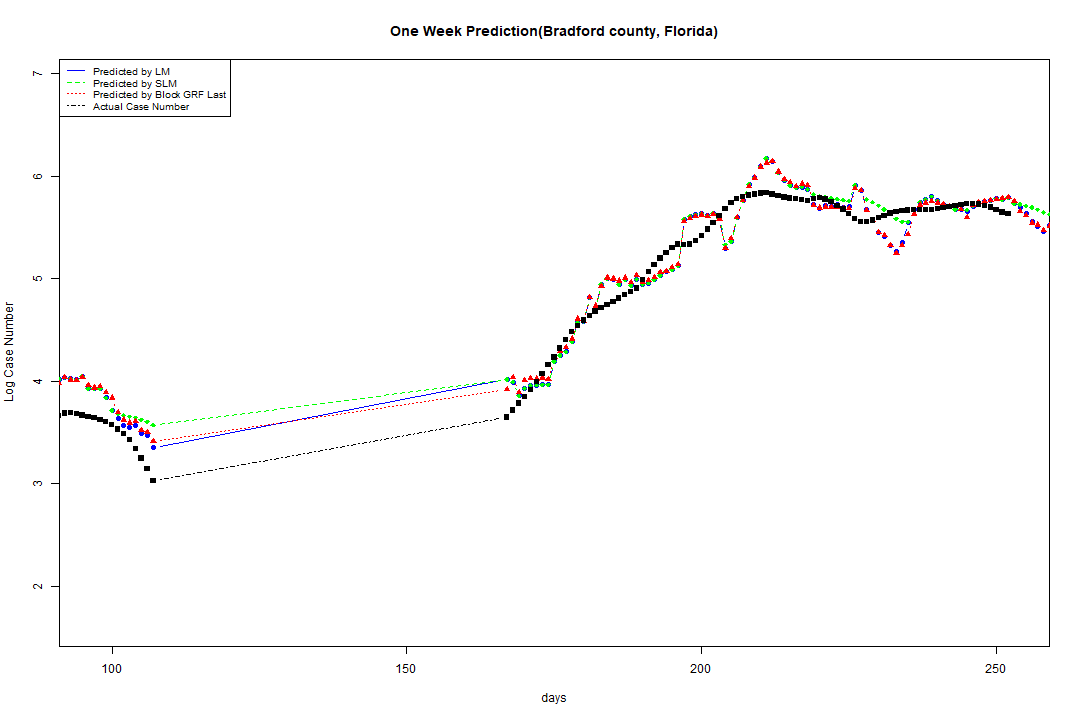 One Week Prediction(Bradford county, Florida)
Predicted by LM
Predicted by SLM
Predicted by Block GRF Last
Actual Case Number
7
6
5
4
3
2
Log Case Number
100 150 200 250
days